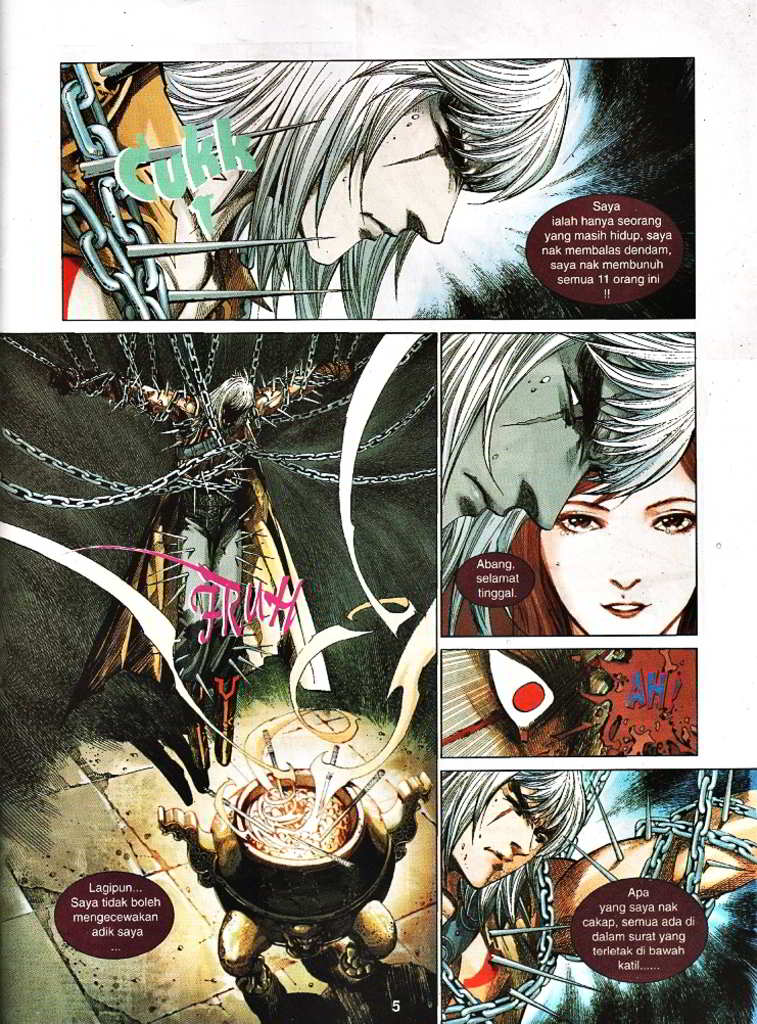 Cukk
Saya
ialah hanya seorang
yang masih hidup, saya
nak membalas dendam,
saya nak membunuh
semua 11 orang ini
!!
FRUH
Lagipun...
Saya tidak boleh
mengecewakan
adik saya
...
Abang,
selamat
tinggal.
AH!
Apa
yang saya nak
cakap, semua ada di
dalam surat yang
terletak di bawah
katil......
5